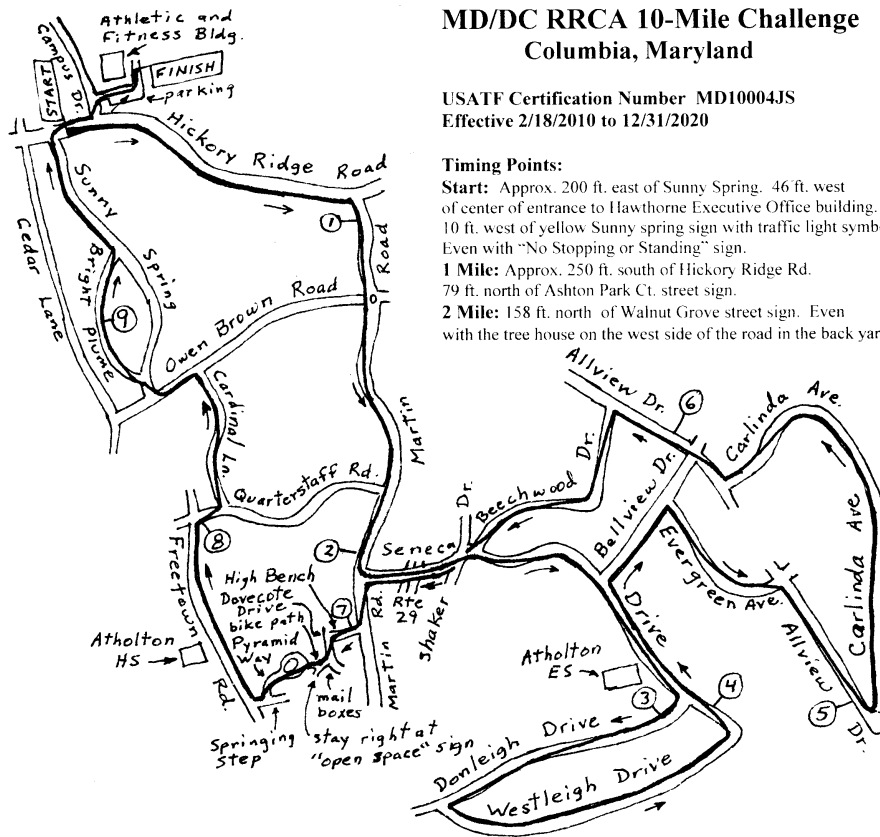 MD/DC RRCA 10-Mile Challenge
Columbia, Maryland
USATF Certification Number MD10004JS
Effective 2/18/2010 to 12/31/2020
Timing Points:
Start: Approx. 200 ft. east of Sunny Spring. 46 ft. west
of center of entrance to Hawthorne Executive Office building.
10 ft. west of yellow Sunny spring sign with traffic light symb
Even with "No Stopping or Standing" sign.
1 Mile: Approx. 250 ft. south of Hickory Ridge Rd.
79 ft. north of Ashton Park Ct. street sign.
2 Mile: 158 ft. north of Walnut Grove street sign. Even
with the tree house on the west side of the road in the back yar
Athletic and
Fitness Bldg.
Campus Dr.
START
FINISH
parking
Hickory Ridge Road
Sunny
Spring
Cedar Lane
Bright Plume
9
1
Road
Owen Brown Road
Cardinal Ln.
Martin
Quarterstaff Rd.
8
2
Freetown
Rd.
High Bench
Dovecote
Drive
bike path
Pyramid
Way
7
Atholton
HS
mail
boxes
Springing
Step
stay right at
"open space" sign
Martin Rd.
Seneca
Dr.
Rte
29
Shaker
Beechwood Dr.
Allview Dr.
6
Carlinda Ave.
Bellview Dr.
Evergreen Ave.
Carlinda Ave
Allview
Dr.
5
Drive
4
Atholton
ES
3
Donleigh Drive
Westleigh Drive